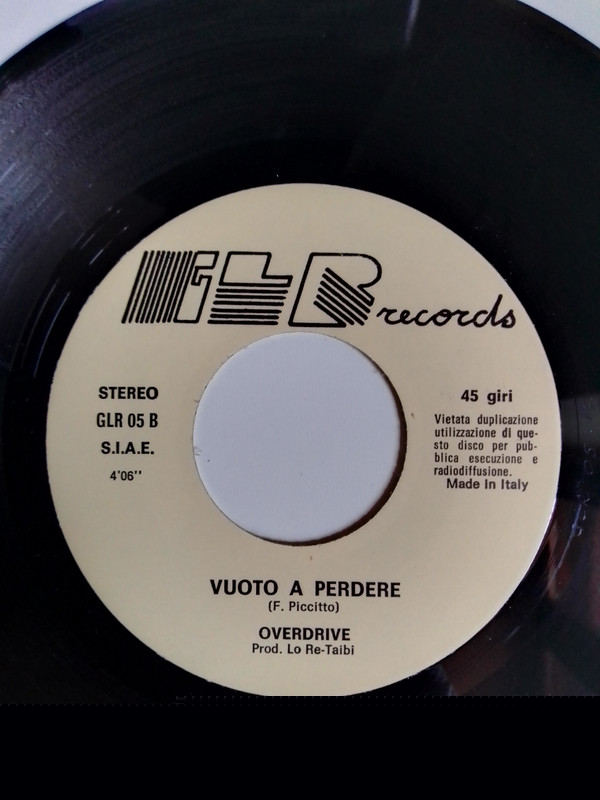 GLR records
STEREO
GLR 05 B
S.I.A.E.
4'06''
45 giri
Vietata duplicazione
utilizzazione di que-
sto disco per pub-
blica esecuzione e
radiodiffusione.
Made In Italy
VUOTO A PERDERE
(F. Piccitto)
OVERDRIVE
Prod. Lo Re-Taibi